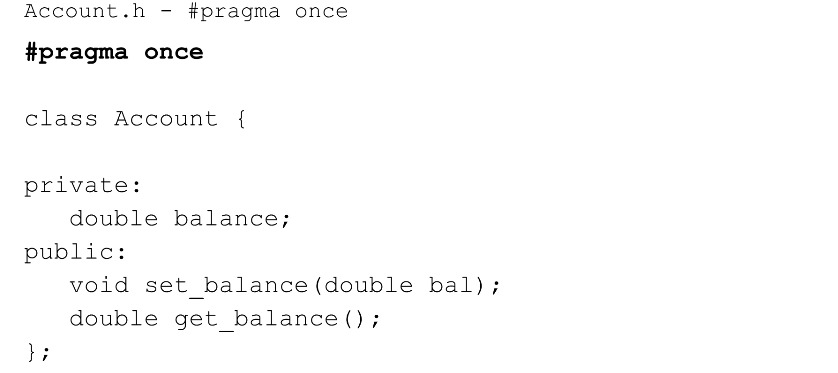 Account.h - #pragma once
#pragma once
class Account {
private:
   double balance;
public:
   void set_balance(double bal);
   double get_balance();
};